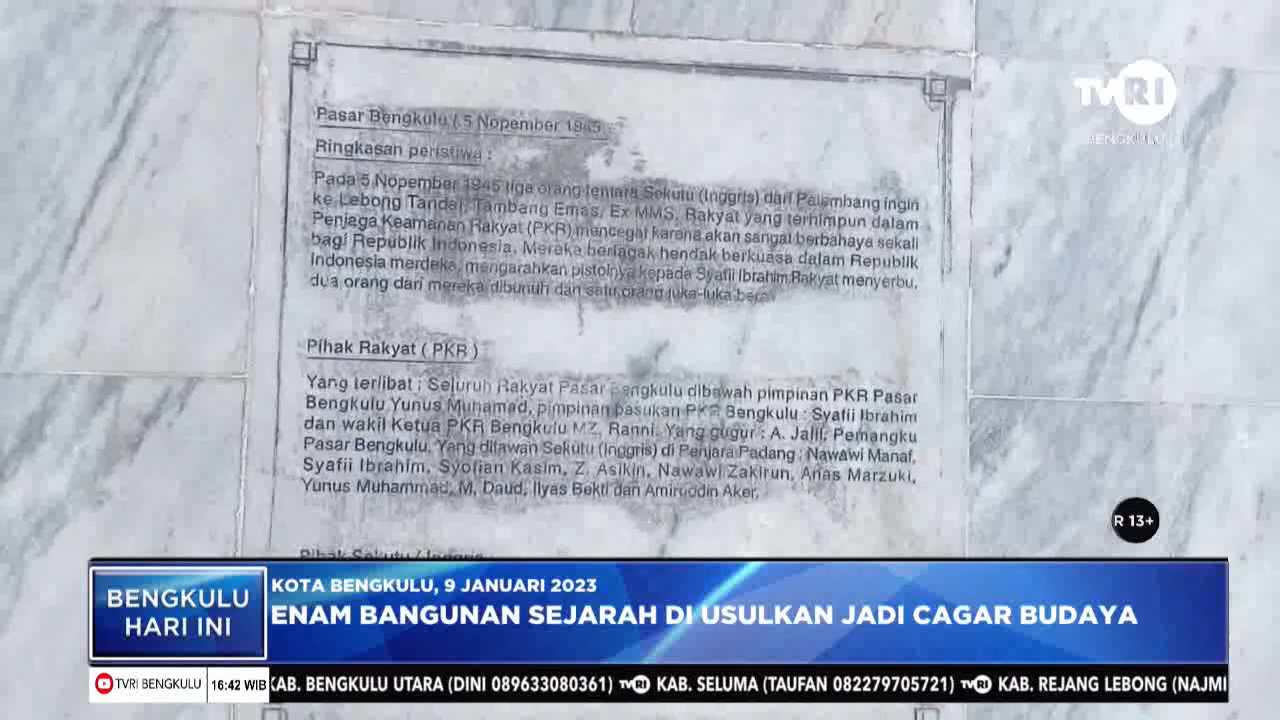 TVRI
BENGKULU
Pasar Bengkulu ( 5 Nopember 1945
Ringkasan peristiwa :
Pada 5 Nopember 1945 tiga orang tentara Sekutu (Inggris) dari Palembang ingin
ke Lebong Tandai, Tambang Emas, Ex MMS, Rakyat yang terhimpun dalam
Penjaga Keamanan Rakyat (PKR) mencegat karena akan sangat berbahaya sekali
bagi Republik Indonesia. Mereka berlagak hendak berkuasa dalam Republik
Indonesia merdeka, mengarahkan pistolnya kepada Syafii Ibrahim Rakyat menyerbu,
dua orang dari mereka dibunuh dan satu orang luka-luka berat
Pihak Rakyat ( PKR )
Yang terlibat : Seluruh Rakyat Pasar Bengkulu dibawah pimpinan PKR Pasar
Bengkulu Yunus Muhamad, pimpinan pasukan PKR Bengkulu : Syafii Ibrahim
dan wakil Ketua PKR Bengkulu MZ, Ranni. Yang gugur : A. Jalil, Pemangku
Pasar Bengkulu, Yang ditawan Sekutu (Inggris) di Penjara Padang : Nawawi Manaf,
Syafii Ibrahim, Syofian Kasim, Z. Asikin, Nawawi Zakirun, Anas Marzuki,
Yunus Muhammad, M, Daud, Ilyas Bekti dan Amiruddin Aker,
Pihak Sekutu / Inggris :
R 13+
BENGKULU
HARI INI
KOTA BENGKULU, 9 JANUARI 2023
ENAM BANGUNAN SEJARAH DI USULKAN JADI CAGAR BUDAYA
TVRI BENGKULU
16:42 WIB
KAB. BENGKULU UTARA (DINI 089633080361) TVRI KAB. SELUMA (TAUFAN 082279705721) TVRI KAB. REJANG LEBONG (NAJMI